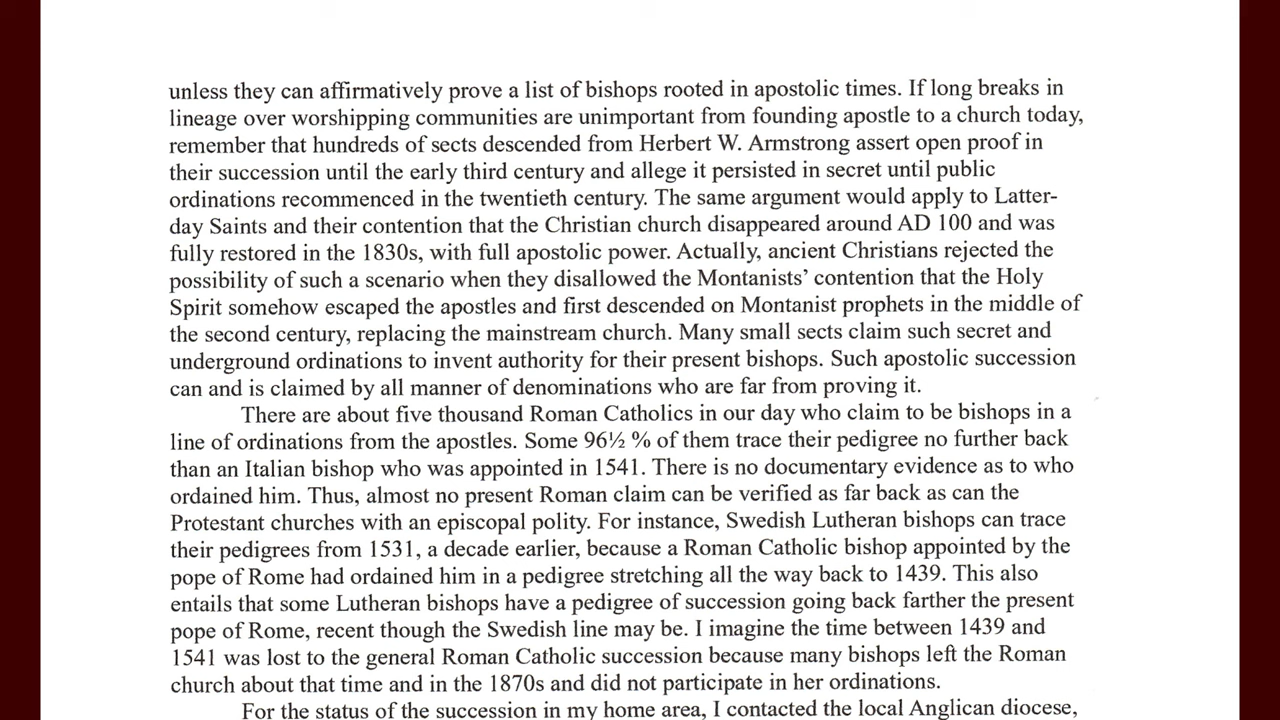 unless they can affirmatively prove a list of bishops rooted in apostolic times. If long breaks in
lineage over worshipping communities are unimportant from founding apostle to a church today,
remember that hundreds of sects descended from Herbert W. Armstrong assert open proof in
their succession until the early third century and allege it persisted in secret until public
ordinations recommenced in the twentieth century. The same argument would apply to Latter-
day Saints and their contention that the Christian church disappeared around AD 100 and was
fully restored in the 1830s, with full apostolic power. Actually, ancient Christians rejected the
possibility of such a scenario when they disallowed the Montanists’ contention that the Holy
Spirit somehow escaped the apostles and first descended on Montanist prophets in the middle of
the second century, replacing the mainstream church. Many small sects claim such secret and
underground ordinations to invent authority for their present bishops. Such apostolic succession
can and is claimed by all manner of denominations who are far from proving it.
There are about five thousand Roman Catholics in our day who claim to be bishops in a
line of ordinations from the apostles. Some 96½ % of them trace their pedigree no further back
than an Italian bishop who was appointed in 1541. There is no documentary evidence as to who
ordained him. Thus, almost no present Roman claim can be verified as far back as can the
Protestant churches with an episcopal polity. For instance, Swedish Lutheran bishops can trace
their pedigrees from 1531, a decade earlier, because a Roman Catholic bishop appointed by the
pope of Rome had ordained him in a pedigree stretching all the way back to 1439. This also
entails that some Lutheran bishops have a pedigree of succession going back farther the present
pope of Rome, recent though the Swedish line may be. I imagine the time between 1439 and
1541 was lost to the general Roman Catholic succession because many bishops left the Roman
church about that time and in the 1870s and did not participate in her ordinations.
For the status of the succession in my home area, I contacted the local Anglican diocese,